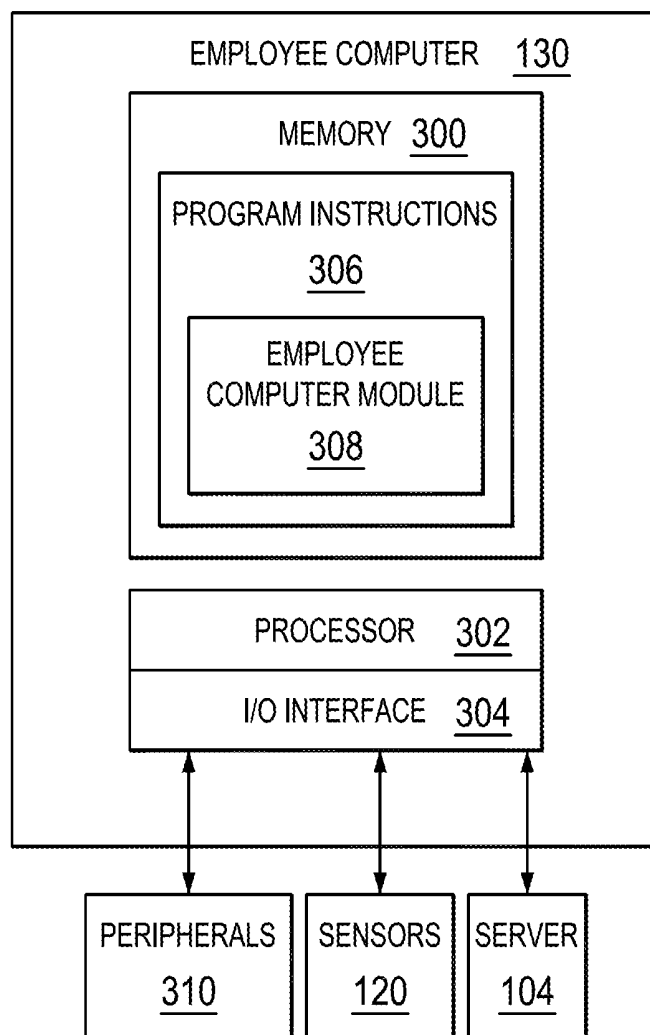 EMPLOYEE COMPUTER 130
MEMORY 300
PROGRAM INSTRUCTIONS
306
EMPLOYEE
COMPUTER MODULE
308
PROCESSOR 302
I/O INTERFACE 304
PERIPHERALS SENSORS SERVER
310 120 104